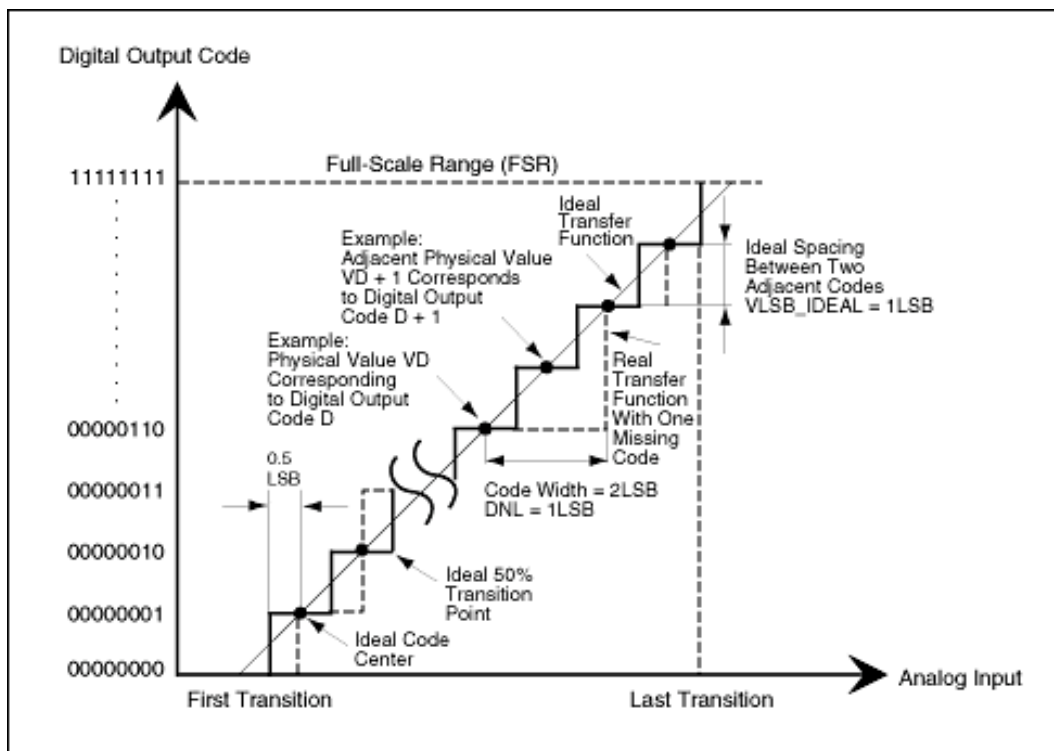 Digital Output Code
11111111
Full-Scale Range (FSR)
Ideal
Transfer
Function
Example:
Adjacent Physical Value
VD + 1 Corresponds
to Digital Output
Code D + 1
Ideal Spacing
Between Two
Adjacent Codes
VLSB_IDEAL = 1LSB
Example:
Physical Value VD
Corresponding
to Digital Output
Code D
Real
Transfer
Function
With One
Missing
Code
00000110
0.5
LSB
00000011
Code Width = 2LSB
DNL = 1LSB
00000010
Ideal 50%
Transition
Point
00000001
Ideal Code
Center
00000000
First Transition
Last Transition
Analog Input